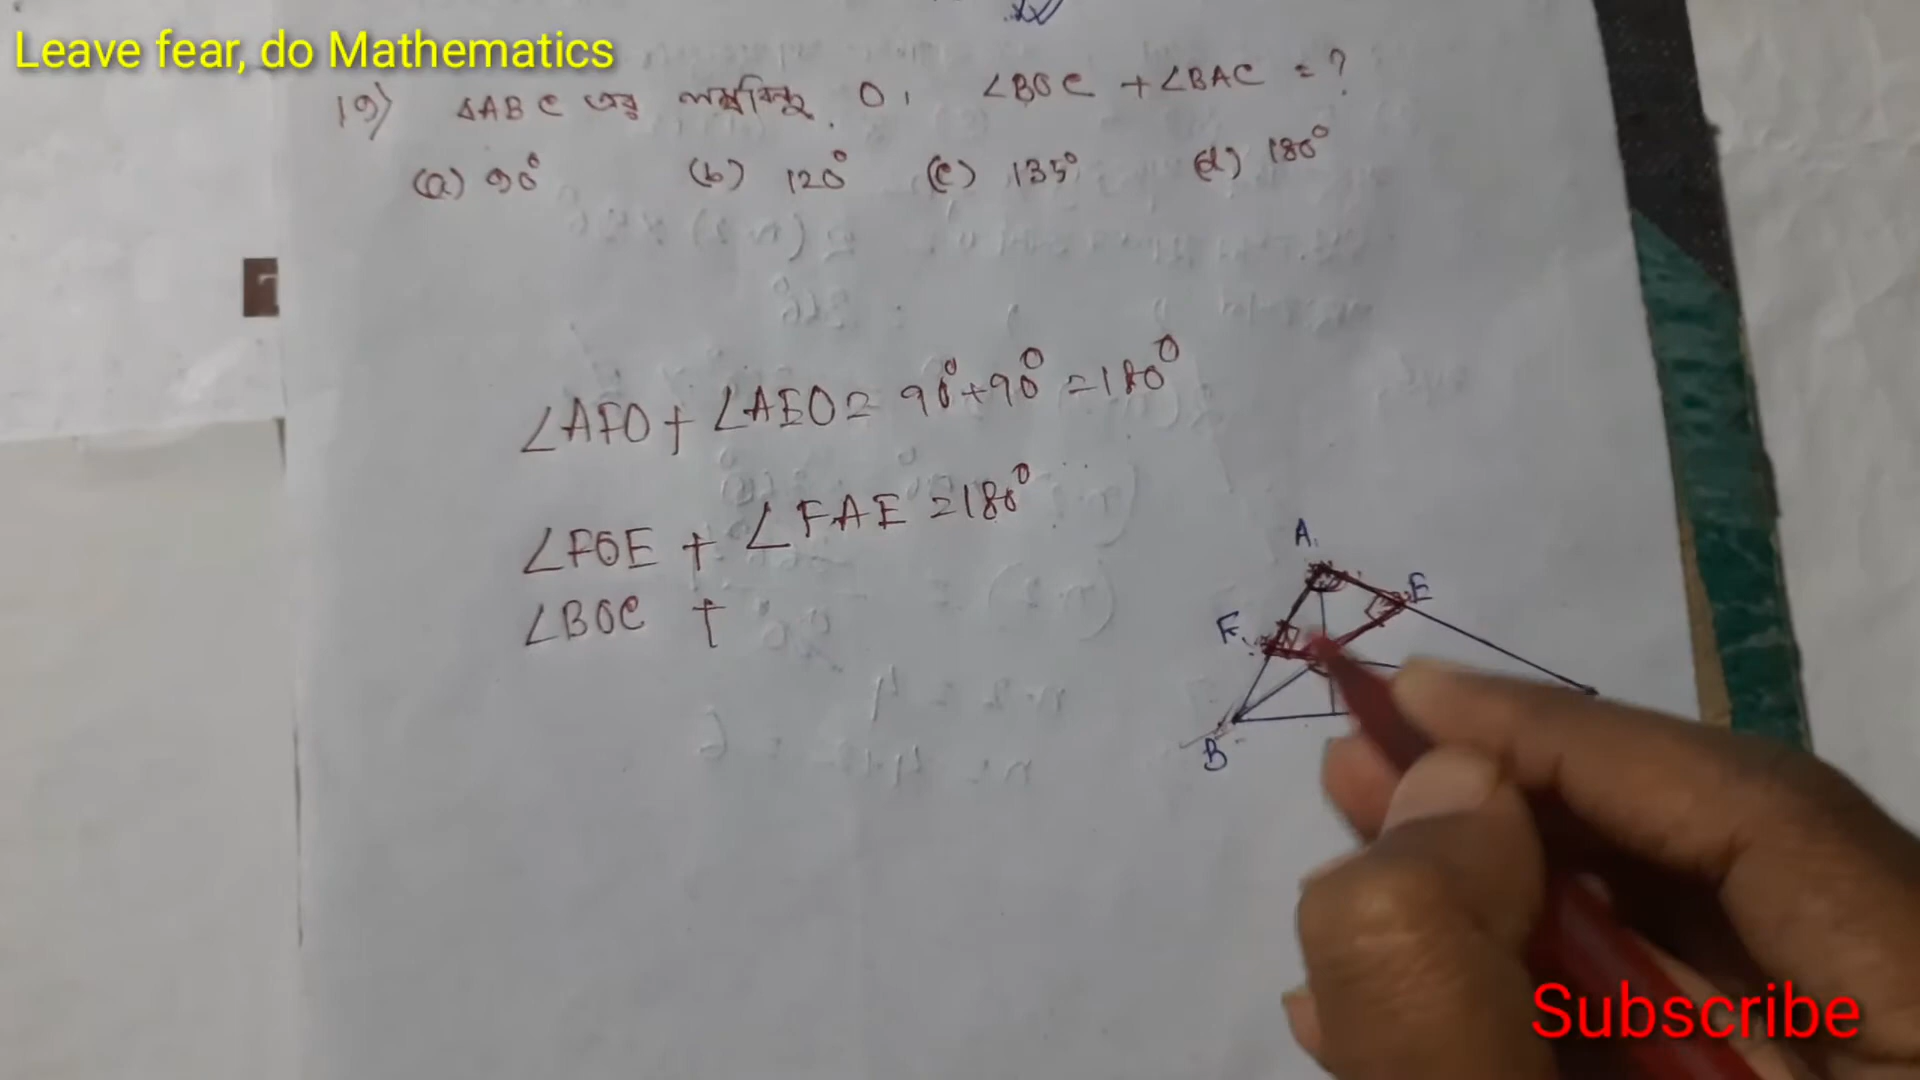 Leave fear, do Mathematics
19) ΔABC এর লম্ববিন্দু O, ∠BOC + ∠BAC = ?
(a) 90° (b) 120° (c) 135° (d) 180°
∠AFO + ∠AEO = 90° + 90° = 180°
∠FOE + ∠FAE = 180°
∠BOC +
A
E
F
B
Subscribe